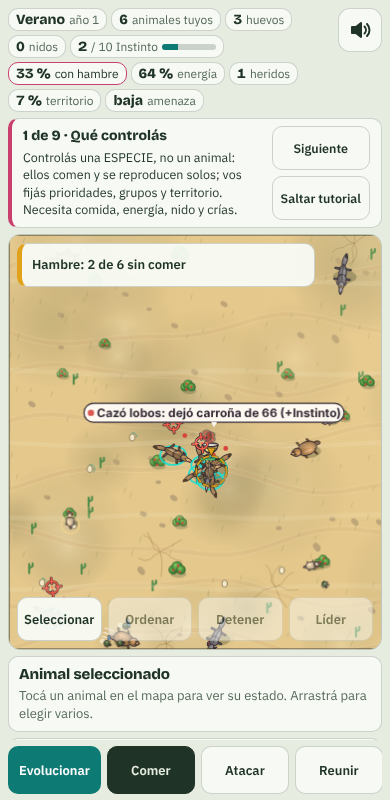 Verano año 1
6 animales tuyos
3 huevos
0 nidos
2 / 10 Instinto
33 % con hambre
64 % energía
1 heridos
7 % territorio
baja amenaza
1 de 9 · Qué controlás
Controlás una ESPECIE, no un animal:
ellos comen y se reproducen solos; vos
fijás prioridades, grupos y territorio.
Necesita comida, energía, nido y crías.
Siguiente
Saltar tutorial
Hambre: 2 de 6 sin comer
Cazó lobos: dejó carroña de 66 (+Instinto)
Seleccionar
Ordenar
Detener
Líder
Animal seleccionado
Tocá un animal en el mapa para ver su estado. Arrastrá para
elegir varios.
Evolucionar
Comer
Atacar
Reunir